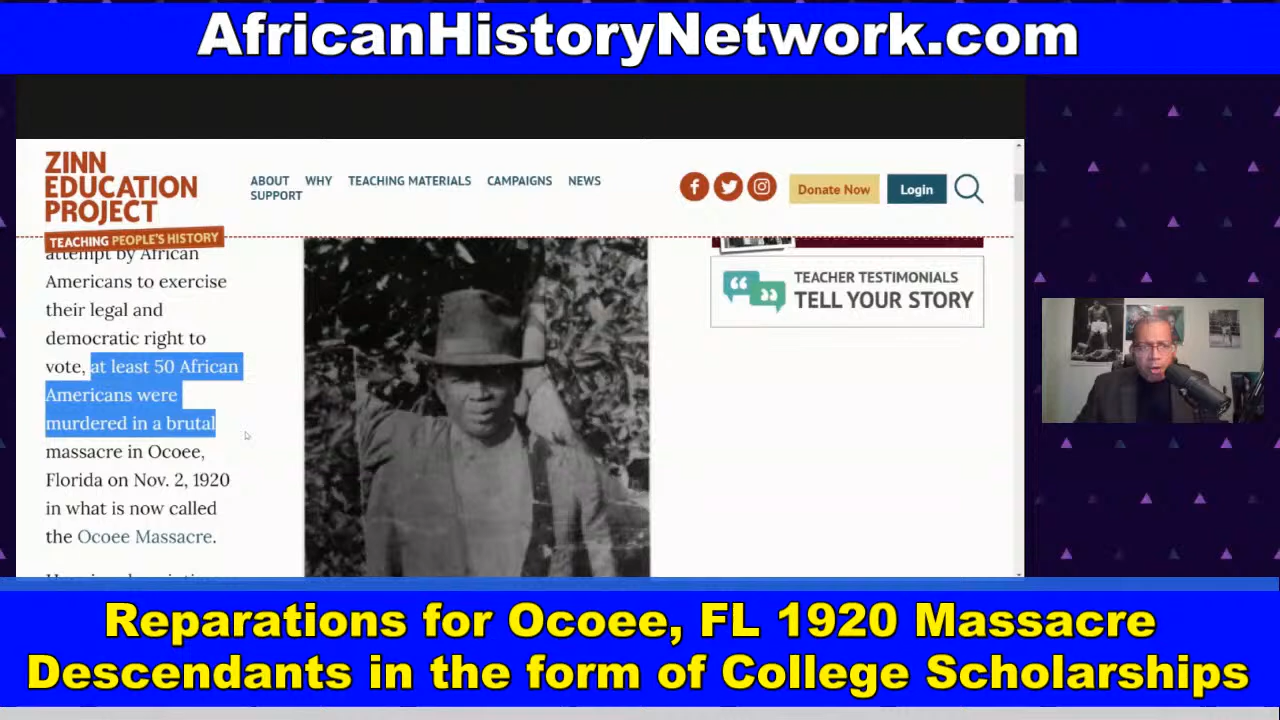 AfricanHistoryNetwork.com
ZINN
EDUCATION
PROJECT
TEACHING PEOPLE'S HISTORY
ABOUT WHY TEACHING MATERIALS CAMPAIGNS NEWS
SUPPORT
Donate Now
Login
attempt by African
Americans to exercise
their legal and
democratic right to
vote, at least 50 African
Americans were
murdered in a brutal
massacre in Ocoee,
Florida on Nov. 2, 1920
in what is now called
the Ocoee Massacre.
TEACHER TESTIMONIALS
TELL YOUR STORY
Reparations for Ocoee, FL 1920 Massacre
Descendants in the form of College Scholarships